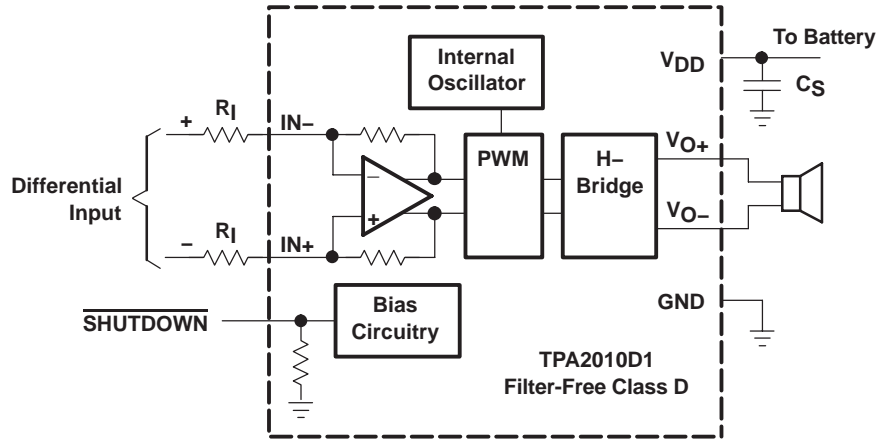 Internal
Oscillator
VDD
To Battery
CS
+
RI
IN−
PWM
H−
Bridge
VO+
−
+
Differential
Input
VO−
−
RI
IN+
GND
SHUTDOWN
Bias
Circuitry
TPA2010D1
Filter-Free Class D